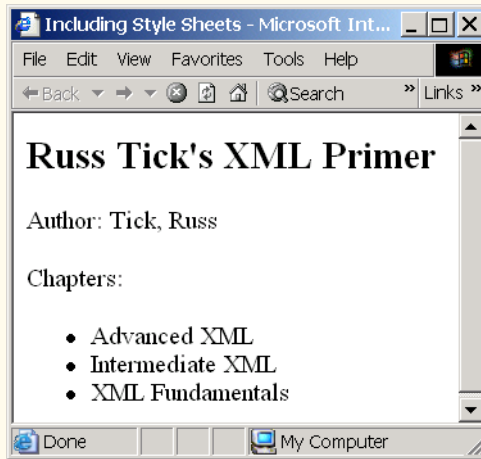 Including Style Sheets - Microsoft Int...
File Edit View Favorites Tools Help
Back Search » Links »
Russ Tick's XML Primer
Author: Tick, Russ
Chapters:
• Advanced XML
• Intermediate XML
• XML Fundamentals
Done My Computer